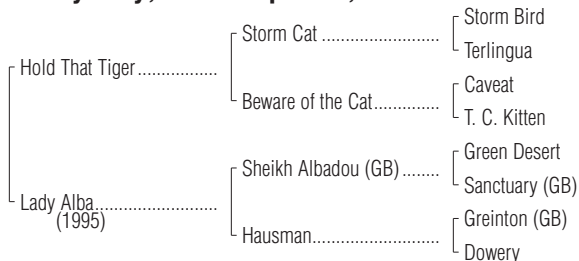 Storm Bird
Storm Cat ..............................
Terlingua
Hold That Tiger.................
Caveat
Beware of the Cat.................
T. C. Kitten
Green Desert
Sheikh Albadou (GB) ........
Sanctuary (GB)
Lady Alba..........................
(1995)
Greinton (GB)
Hausman...............................
Dowery